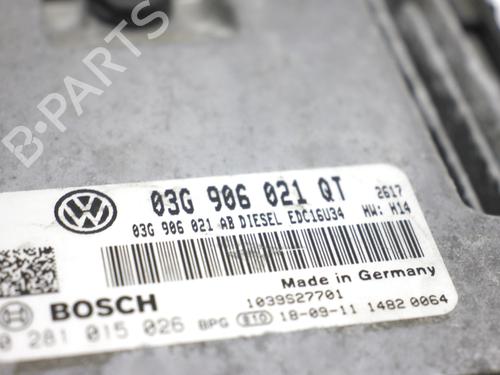 B-PARTS
03G 906 021 QT 2617
03G 906 021 AB DIESEL EDC16U34 HW: M14
Made in Germany
BOSCH 1039S27701
0 281 015 026 BPG e10 18-09-11 1482 0064